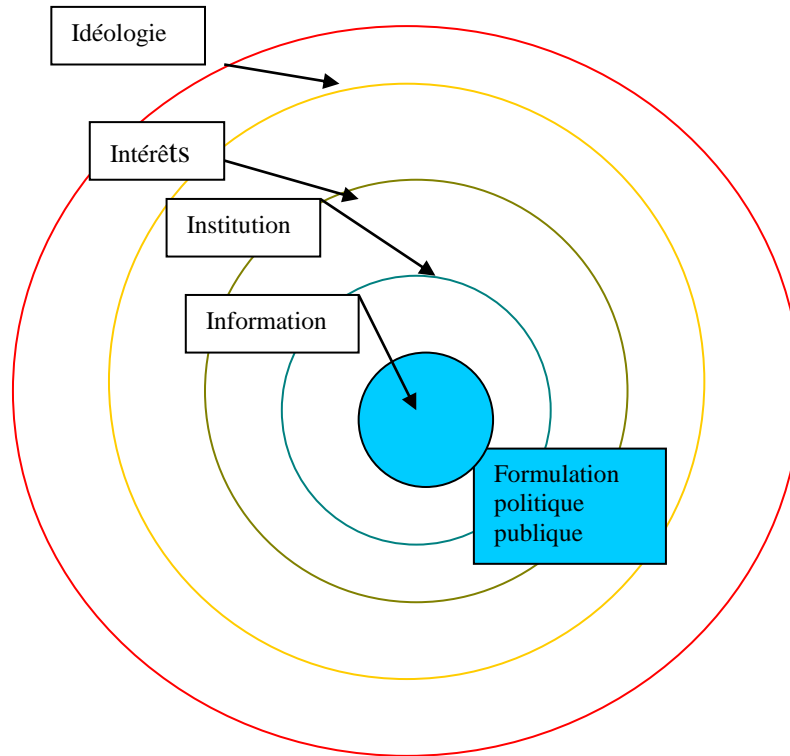 Idéologie
Intérêts
Institution
Information
Formulation
politique
publique